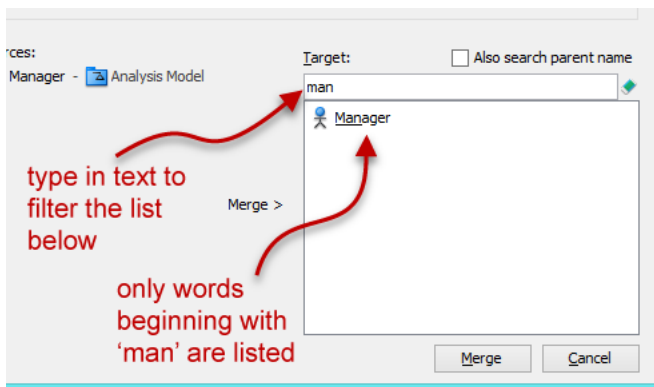 rces:
Target:
Also search parent name
Manager - Analysis Model
man
Manager
type in text to
filter the list
below
Merge >
only words
beginning with
‘man’ are listed
Merge
Cancel